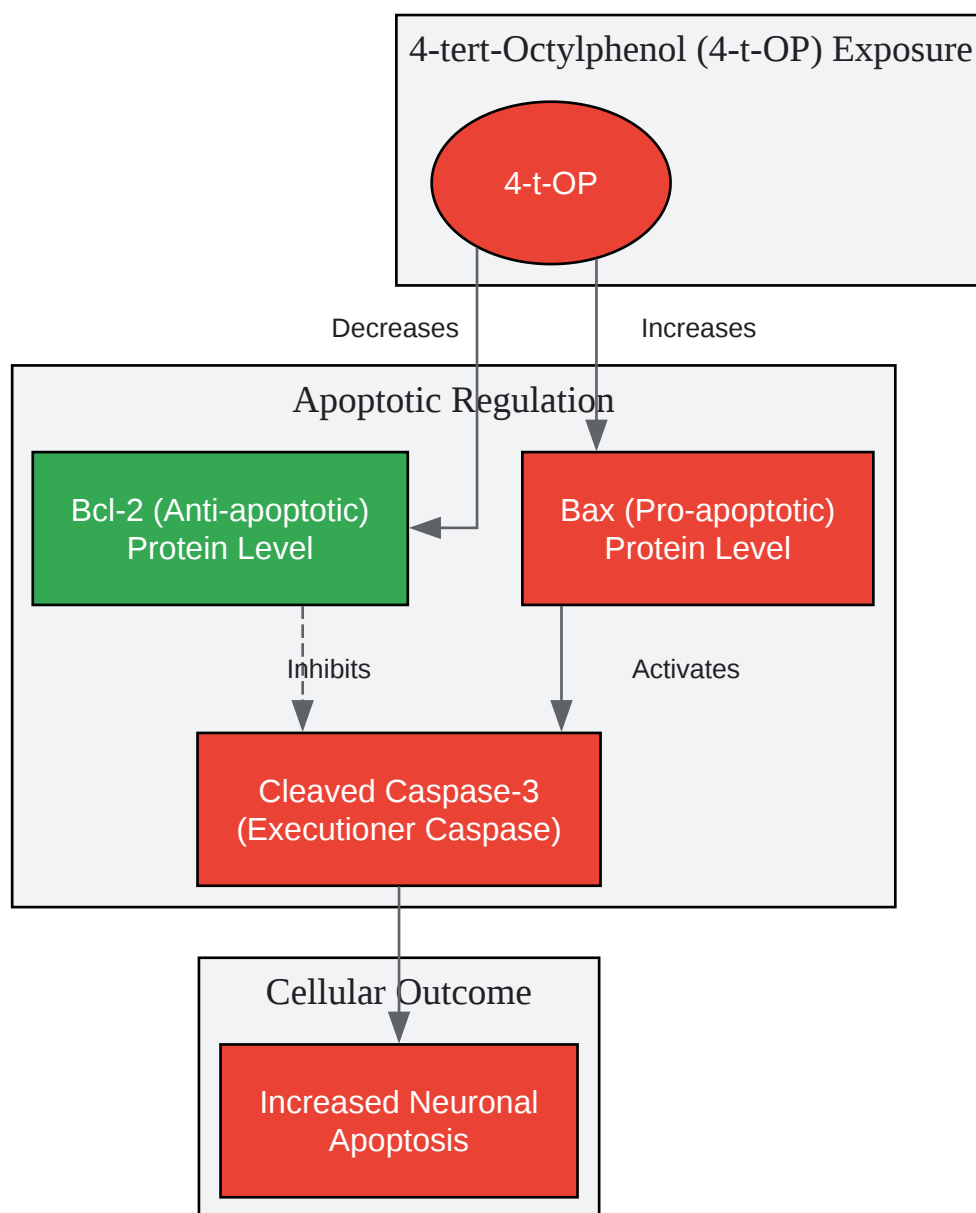 4-tert-Octylphenol (4-t-OP) Exposure
4-t-OP
Decreases
Increases
Apoptotic Regulation
Bcl-2 (Anti-apoptotic)
Protein Level
Bax (Pro-apoptotic)
Protein Level
Inhibits
Activates
Cleaved Caspase-3
(Executioner Caspase)
Cellular Outcome
Increased Neuronal
Apoptosis